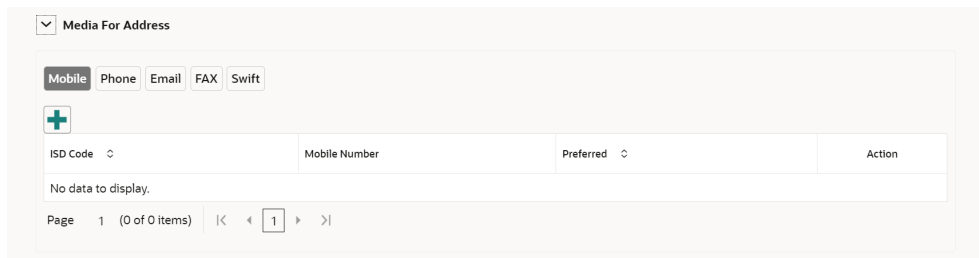 Media For Address
Mobile Phone Email FAX Swift
ISD Code Mobile Number Preferred Action
No data to display.
Page 1 (0 of 0 items) 1